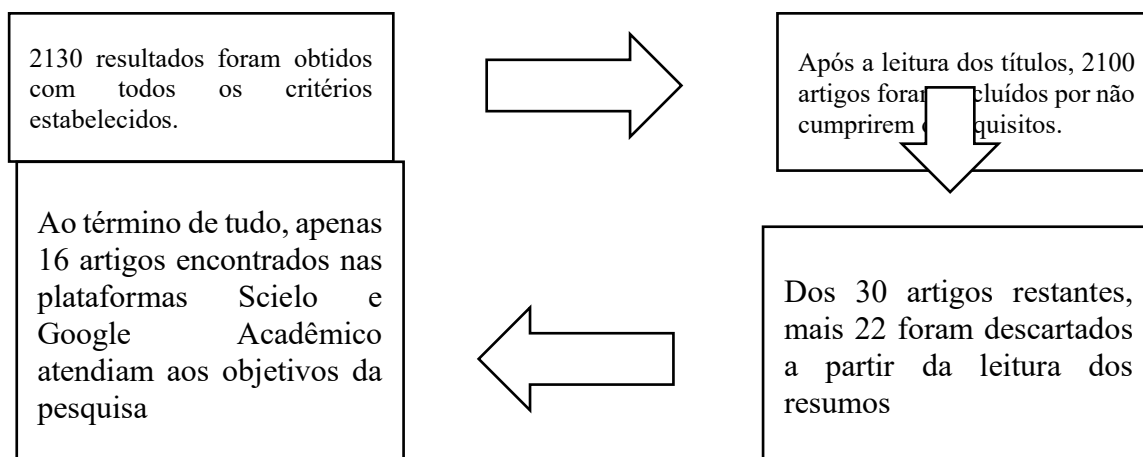 2130 resultados foram obtidos
com todos os critérios
estabelecidos.
Após a leitura dos títulos, 2100
artigos por não
cumprirem
Dos 30 artigos restantes,
mais 22 foram descartados
a partir da leitura dos
resumos
Ao término de tudo, apenas
16 artigos encontrados nas
plataformas Scielo e
Google Acadêmico
atendiam aos objetivos da
pesquisa